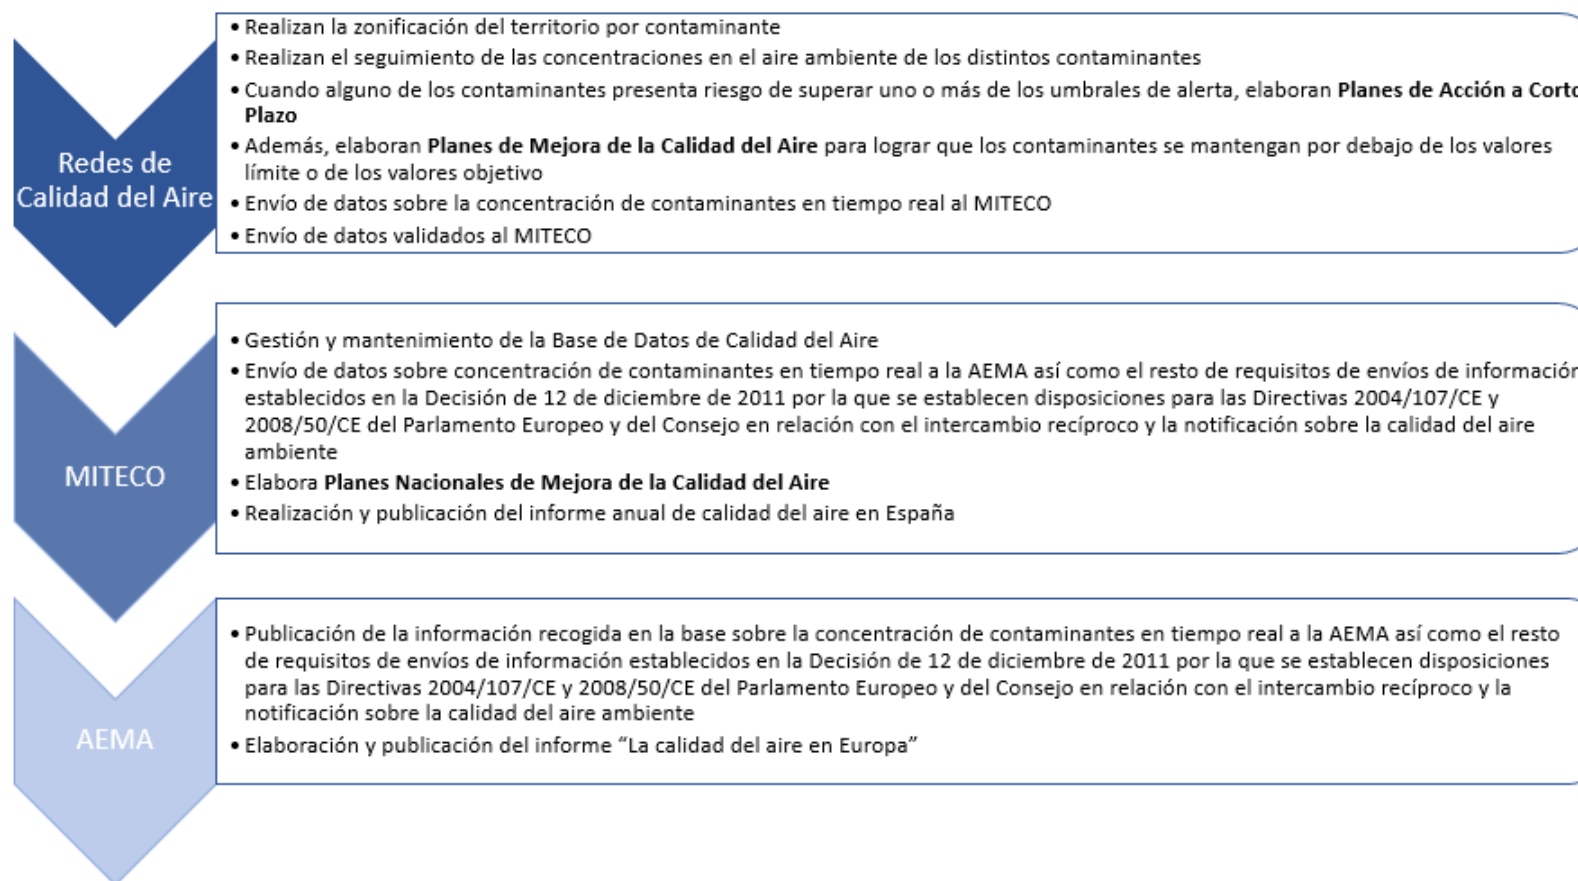 • Realizan la zonificación del territorio por contaminante
• Realizan el seguimiento de las concentraciones en el aire ambiente de los distintos contaminantes
• Cuando alguno de los contaminantes presenta riesgo de superar uno o más de los umbrales de alerta, elaboran Planes de Acción a Corto
Plazo
• Además, elaboran Planes de Mejora de la Calidad del Aire para lograr que los contaminantes se mantengan por debajo de los valores
límite o de los valores objetivo
• Envío de datos sobre la concentración de contaminantes en tiempo real al MITECO
• Envío de datos validados al MITECO
Redes de
Calidad del Aire
• Gestión y mantenimiento de la Base de Datos de Calidad del Aire
• Envío de datos sobre concentración de contaminantes en tiempo real a la AEMA así como el resto de requisitos de envíos de información
establecidos en la Decisión de 12 de diciembre de 2011 por la que se establecen disposiciones para las Directivas 2004/107/CE y
2008/50/CE del Parlamento Europeo y del Consejo en relación con el intercambio recíproco y la notificación sobre la calidad del aire
ambiente
• Elabora Planes Nacionales de Mejora de la Calidad del Aire
• Realización y publicación del informe anual de calidad del aire en España
MITECO
• Publicación de la información recogida en la base sobre la concentración de contaminantes en tiempo real a la AEMA así como el resto
de requisitos de envíos de información establecidos en la Decisión de 12 de diciembre de 2011 por la que se establecen disposiciones
para las Directivas 2004/107/CE y 2008/50/CE del Parlamento Europeo y del Consejo en relación con el intercambio recíproco y la
notificación sobre la calidad del aire ambiente
• Elaboración y publicación del informe “La calidad del aire en Europa”
AEMA